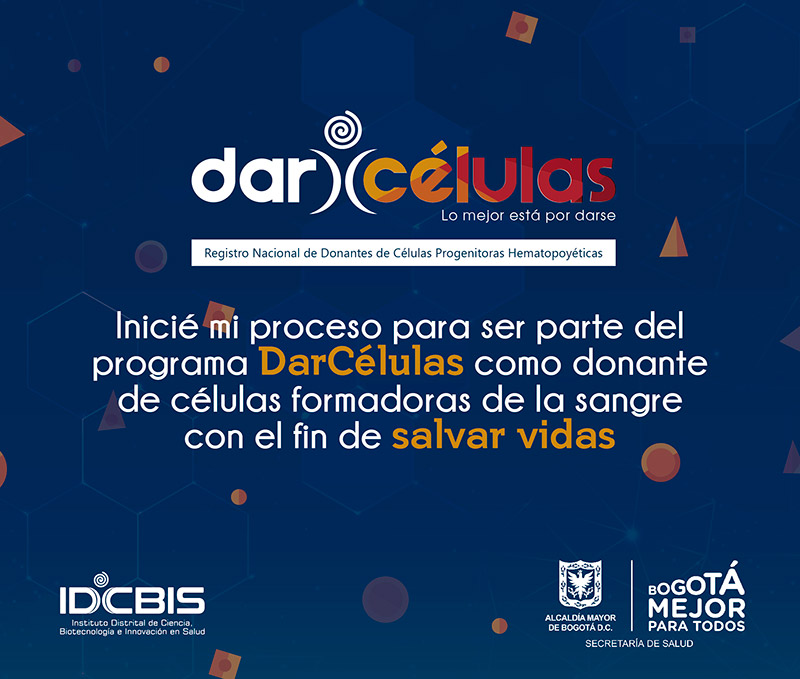 dar células
Lo mejor está por darse
Registro Nacional de Donantes de Células Progenitoras Hematopoyéticas
Inicié mi proceso para ser parte del
programa DarCélulas como donante
de células formadoras de la sangre
con el fin de salvar vidas
IDCBIS
Instituto Distrital de Ciencia,
Biotecnología e Innovación en Salud
ALCALDÍA MAYOR
DE BOGOTÁ D.C.
BOGOTÁ
MEJOR
PARA TODOS
SECRETARÍA DE SALUD